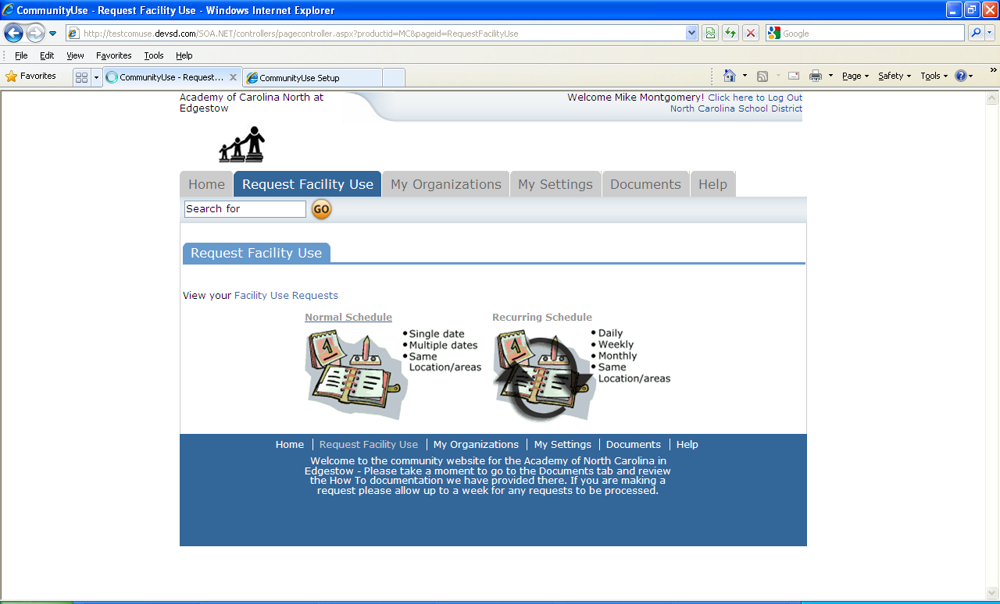 CommunityUse - Request Facility Use - Windows Internet Explorer
http://testcomuse.devsd.com/SOA.NET/controllers/pagecontroller.aspx?productid=MC&pageid=RequestFacilityUse
Google
File Edit View Favorites Tools Help
Favorites CommunityUse - Request... CommunityUse Setup Page Safety Tools
Academy of Carolina North at
Edgestow
Welcome Mike Montgomery! Click here to Log Out
North Carolina School District
Home Request Facility Use My Organizations My Settings Documents Help
Search for GO
Request Facility Use
View your Facility Use Requests
Normal Schedule
1
• Single date
• Multiple dates
• Same
Location/areas
Recurring Schedule
1
• Daily
• Weekly
• Monthly
• Same
Location/areas
Home | Request Facility Use | My Organizations | My Settings | Documents | Help
Welcome to the community website for the Academy of North Carolina in
Edgestow - Please take a moment to go to the Documents tab and review
the How To documentation we have provided there. If you are making a
request please allow up to a week for any requests to be processed.